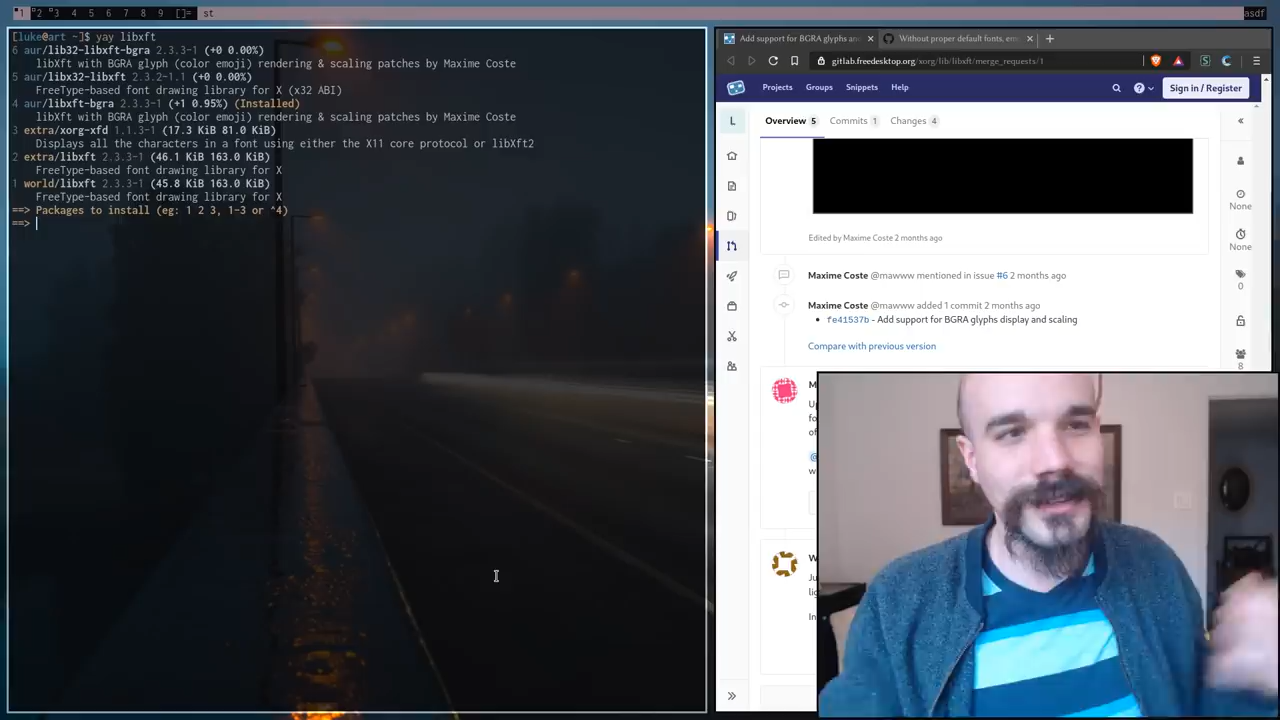 1 2 3 4 5 6 7 8 9 []= st
asdf
[luke@art ~]$ yay libxft
6 aur/lib32-libxft-bgra 2.3.3-1 (+0 0.00%)
libXft with BGRA glyph (color emoji) rendering & scaling patches by Maxime Coste
5 aur/libx32-libxft 2.3.2-1.1 (+0 0.00%)
FreeType-based font drawing library for X (x32 ABI)
4 aur/libxft-bgra 2.3.3-1 (+1 0.95%) (Installed)
libXft with BGRA glyph (color emoji) rendering & scaling patches by Maxime Coste
3 extra/xorg-xfd 1.1.3-1 (17.3 KiB 81.0 KiB)
Displays all the characters in a font using either the X11 core protocol or libXft2
2 extra/libxft 2.3.3-1 (46.1 KiB 163.0 KiB)
FreeType-based font drawing library for X
1 world/libxft 2.3.3-1 (45.8 KiB 163.0 KiB)
FreeType-based font drawing library for X
==> Packages to install (eg: 1 2 3, 1-3 or ^4)
==>
Add support for BGRA glyphs an
Without proper default fonts, em
gitlab.freedesktop.org/xorg/lib/libxft/merge_requests/1
Projects Groups Snippets Help
Sign in / Register
L
Overview 5 Commits 1 Changes 4
Edited by Maxime Coste 2 months ago
Maxime Coste @mawww mentioned in issue #6 2 months ago
Maxime Coste @mawww added 1 commit 2 months ago
fe41537b - Add support for BGRA glyphs display and scaling
Compare with previous version
None
None
0
8